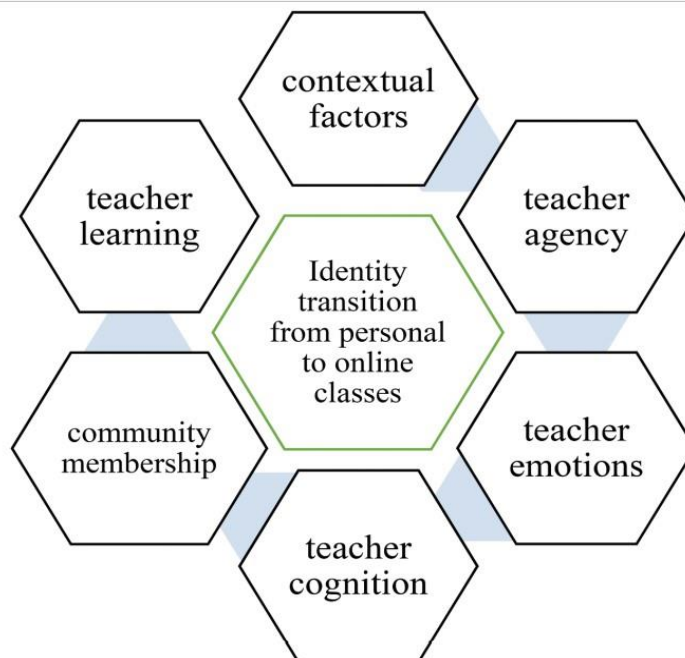 contextual
factors
teacher
agency
teacher
emotions
teacher
cognition
community
membership
teacher
learning
Identity
transition
from personal
to online
classes